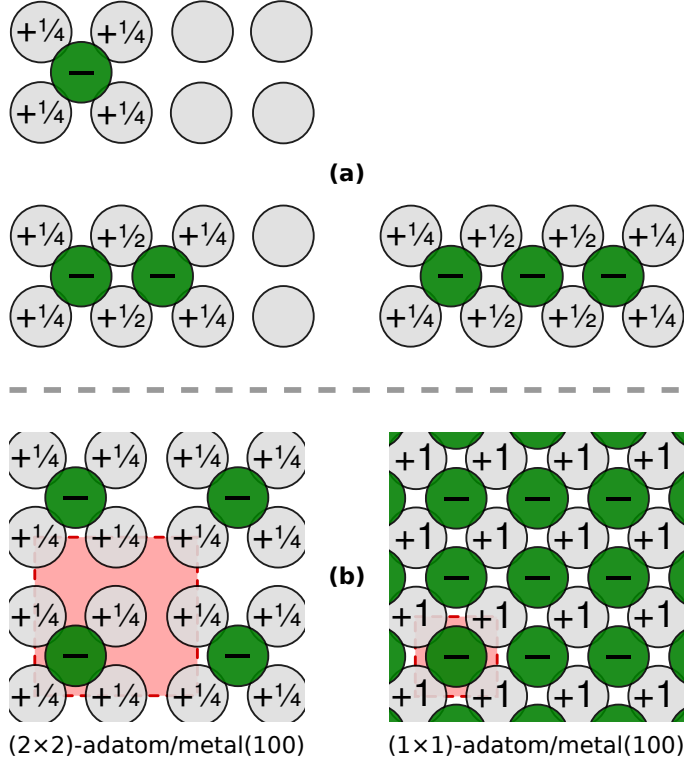 +¼ +¼
−
+¼ +¼
(a)
+¼ +½ +¼ +¼ +½ +½ +¼
− − − − −
+¼ +½ +¼ +¼ +½ +½ +¼
+¼ +¼ +¼ +¼ +1 +1 +1 +1
− − − − −
+¼ +¼ +¼ +¼ +1 +1 +1 +1
(b) − − −
+¼ +¼ +¼ +¼ +1 +1 +1 +1
− − − − −
+¼ +¼ +¼ +¼
(2×2)-adatom/metal(100) (1×1)-adatom/metal(100)